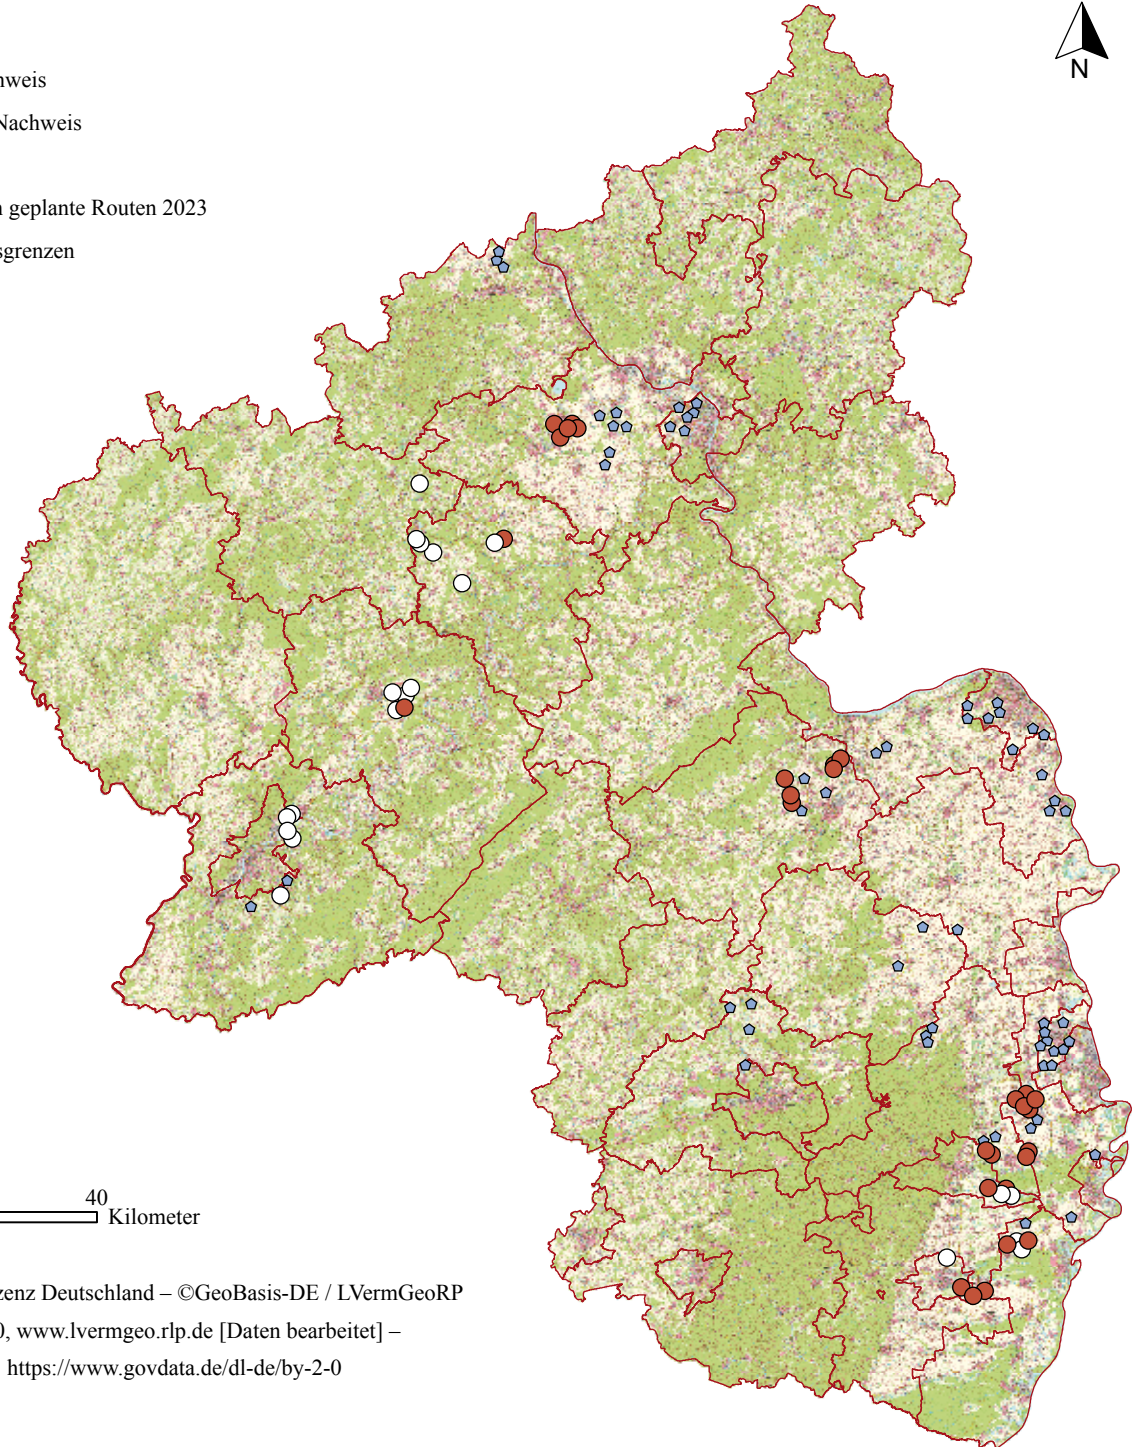 N
hweis
Nachweis
n geplante Routen 2023
sgrenzen
40
Kilometer
zenz Deutschland – ©GeoBasis-DE / LVermGeoRP
0, www.lvermgeo.rlp.de [Daten bearbeitet] –
https://www.govdata.de/dl-de/by-2-0